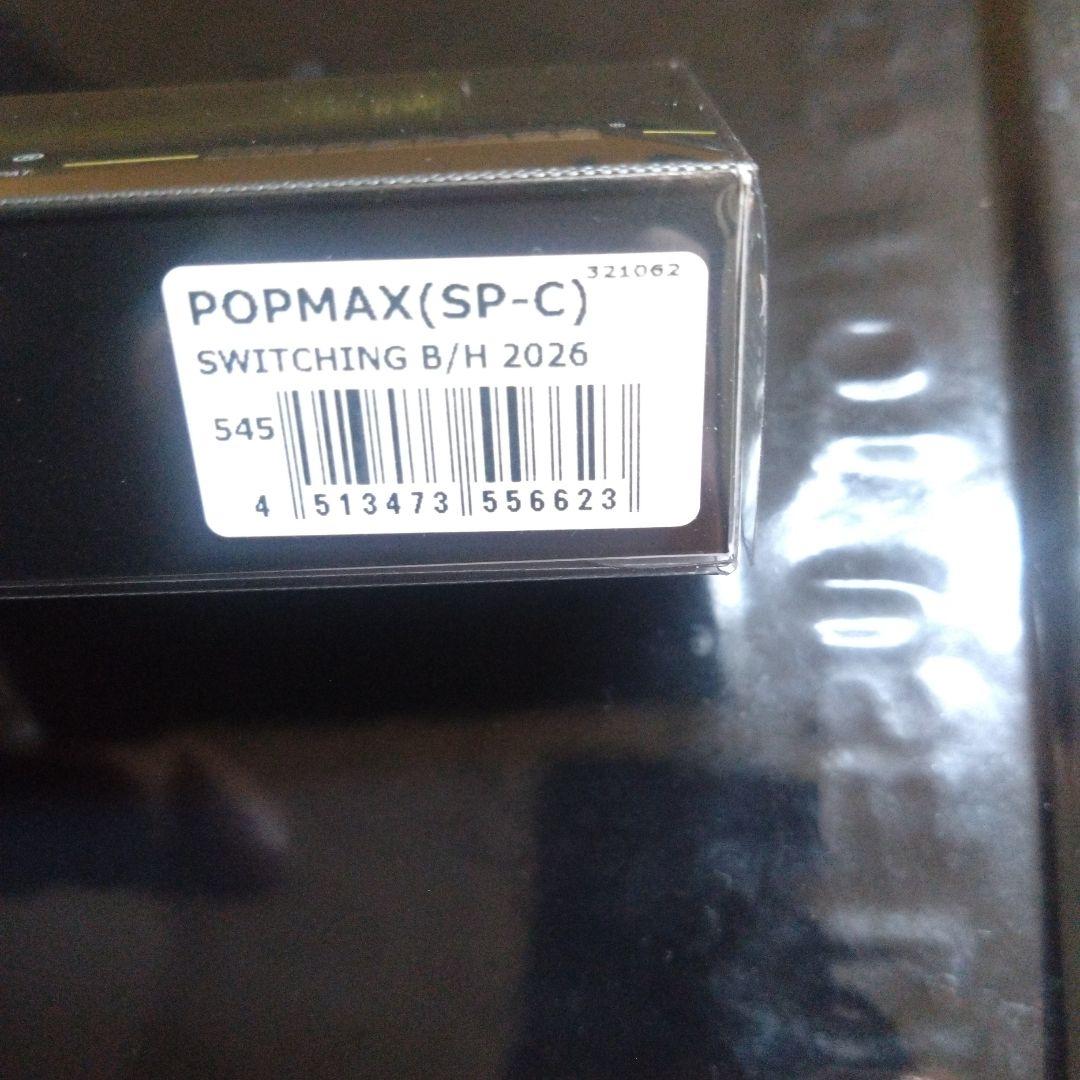 321062
POPMAX(SP-C)
SWITCHING B/H 2026
545
4 513473 556623